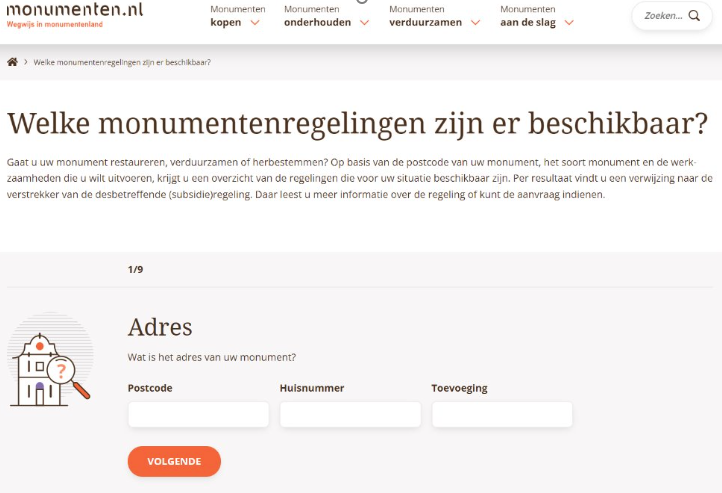 monumenten.nl
Wegwijs in monumentenland
Monumenten
kopen
Monumenten
onderhouden
Monumenten
verduurzamen
Monumenten
aan de slag
Zoeken...
Welke monumentenregelingen zijn er beschikbaar?
Welke monumentenregelingen zijn er beschikbaar?
Gaat u uw monument restaureren, verduurzamen of herbestemmen? Op basis van de postcode van uw monument, het soort monument en de werk-
zaamheden die u wilt uitvoeren, krijgt u een overzicht van de regelingen die voor uw situatie beschikbaar zijn. Per resultaat vindt u een verwijzing naar de
verstrekker van de desbetreffende (subsidie)regeling. Daar leest u meer informatie over de regeling of kunt de aanvraag indienen.
1/9
?
Adres
Wat is het adres van uw monument?
Postcode
Huisnummer
Toevoeging
VOLGENDE